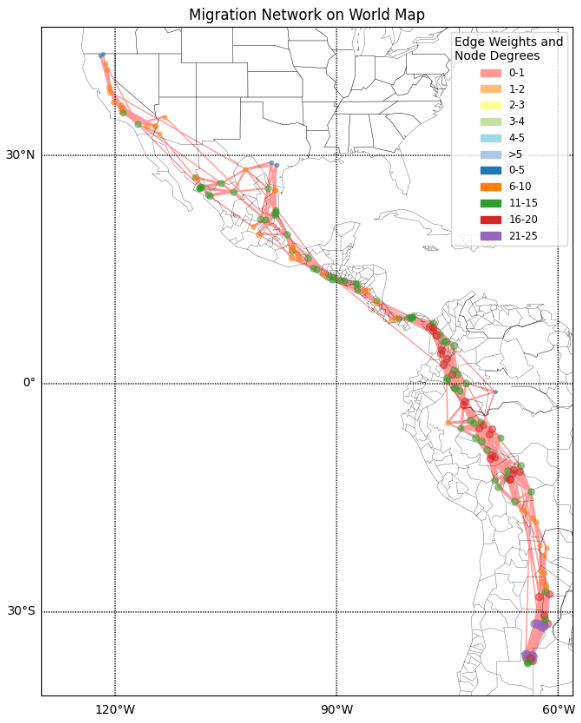 Migration Network on World Map
Edge Weights and
Node Degrees
0-1
1-2
2-3
3-4
4-5
>5
0-5
6-10
11-15
16-20
21-25
30°N
0°
30°S
120°W
90°W
60°W